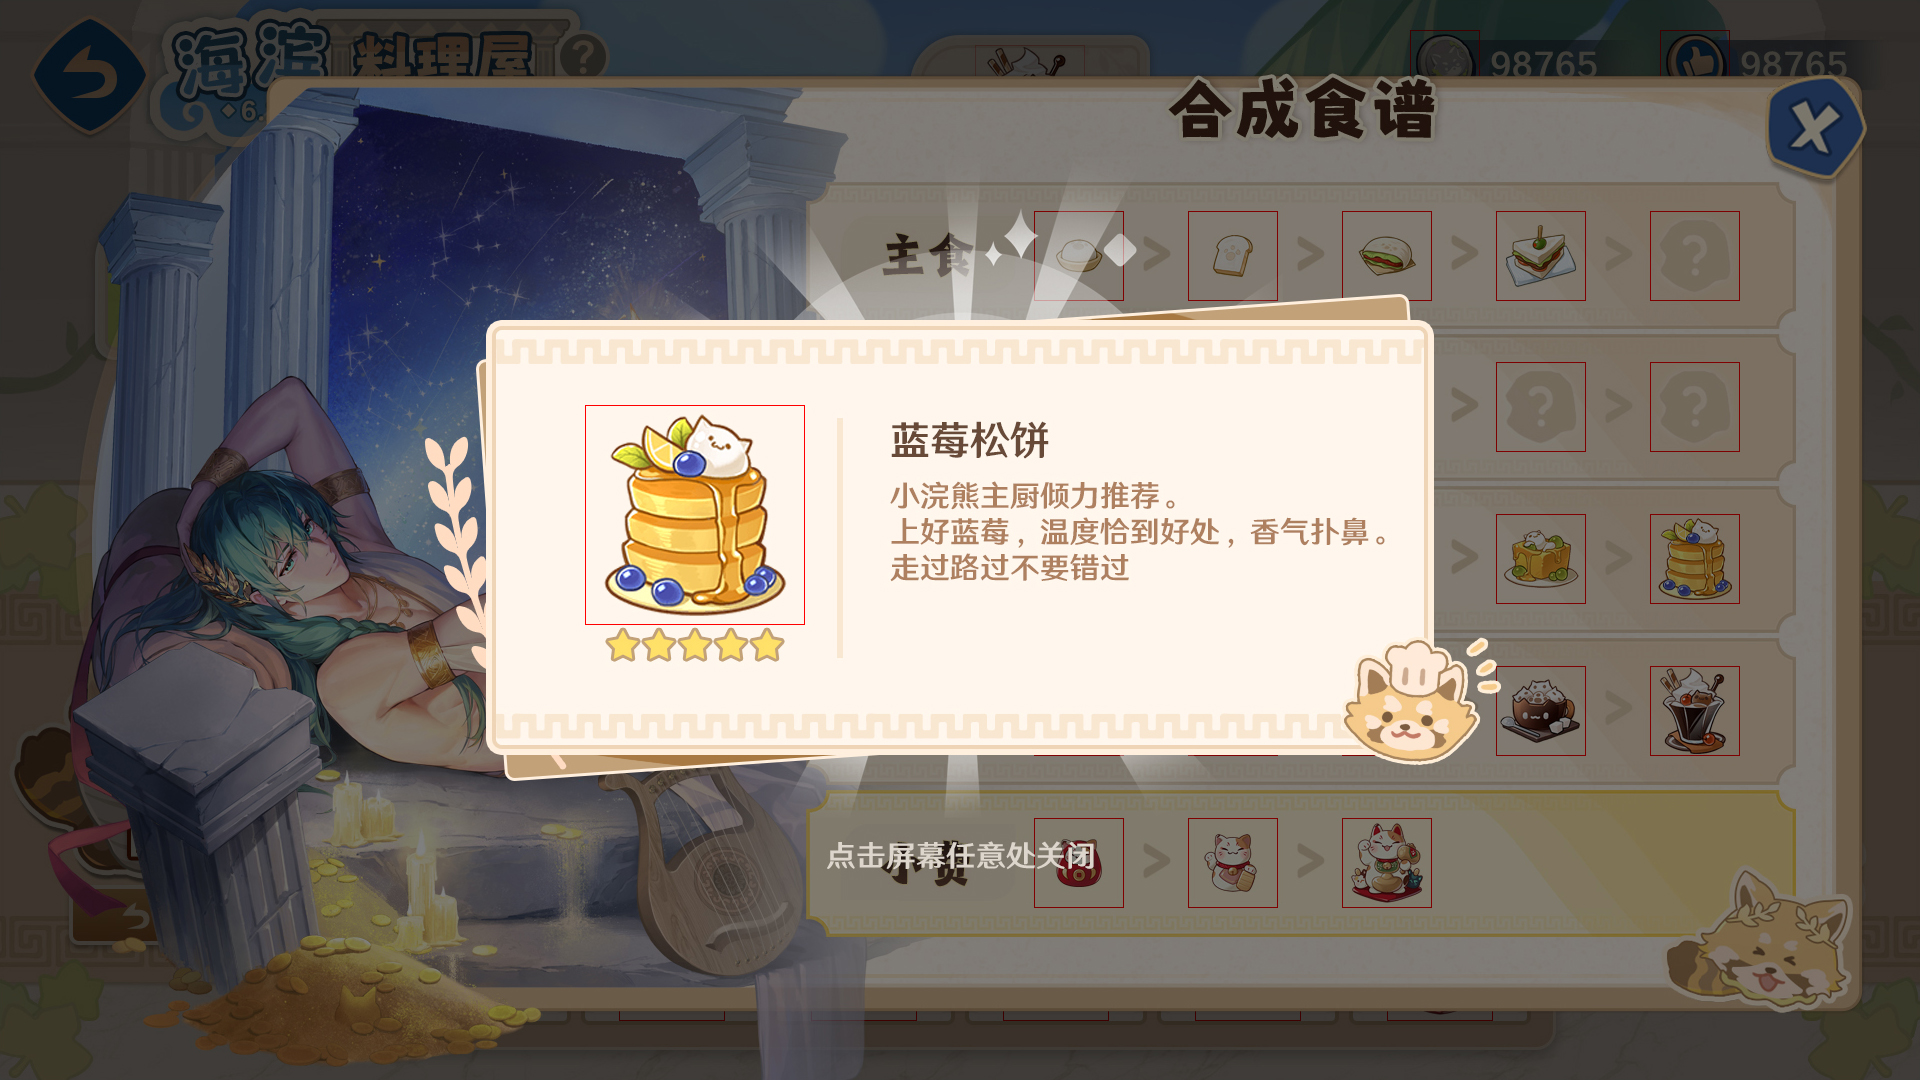 海滨料理屋
?
6.
98765
98765
合成食谱
主食
蓝莓松饼
小浣熊主厨倾力推荐。
上好蓝莓，温度恰到好处，香气扑鼻。
走过路过不要错过
点击屏幕任意处关闭
小货